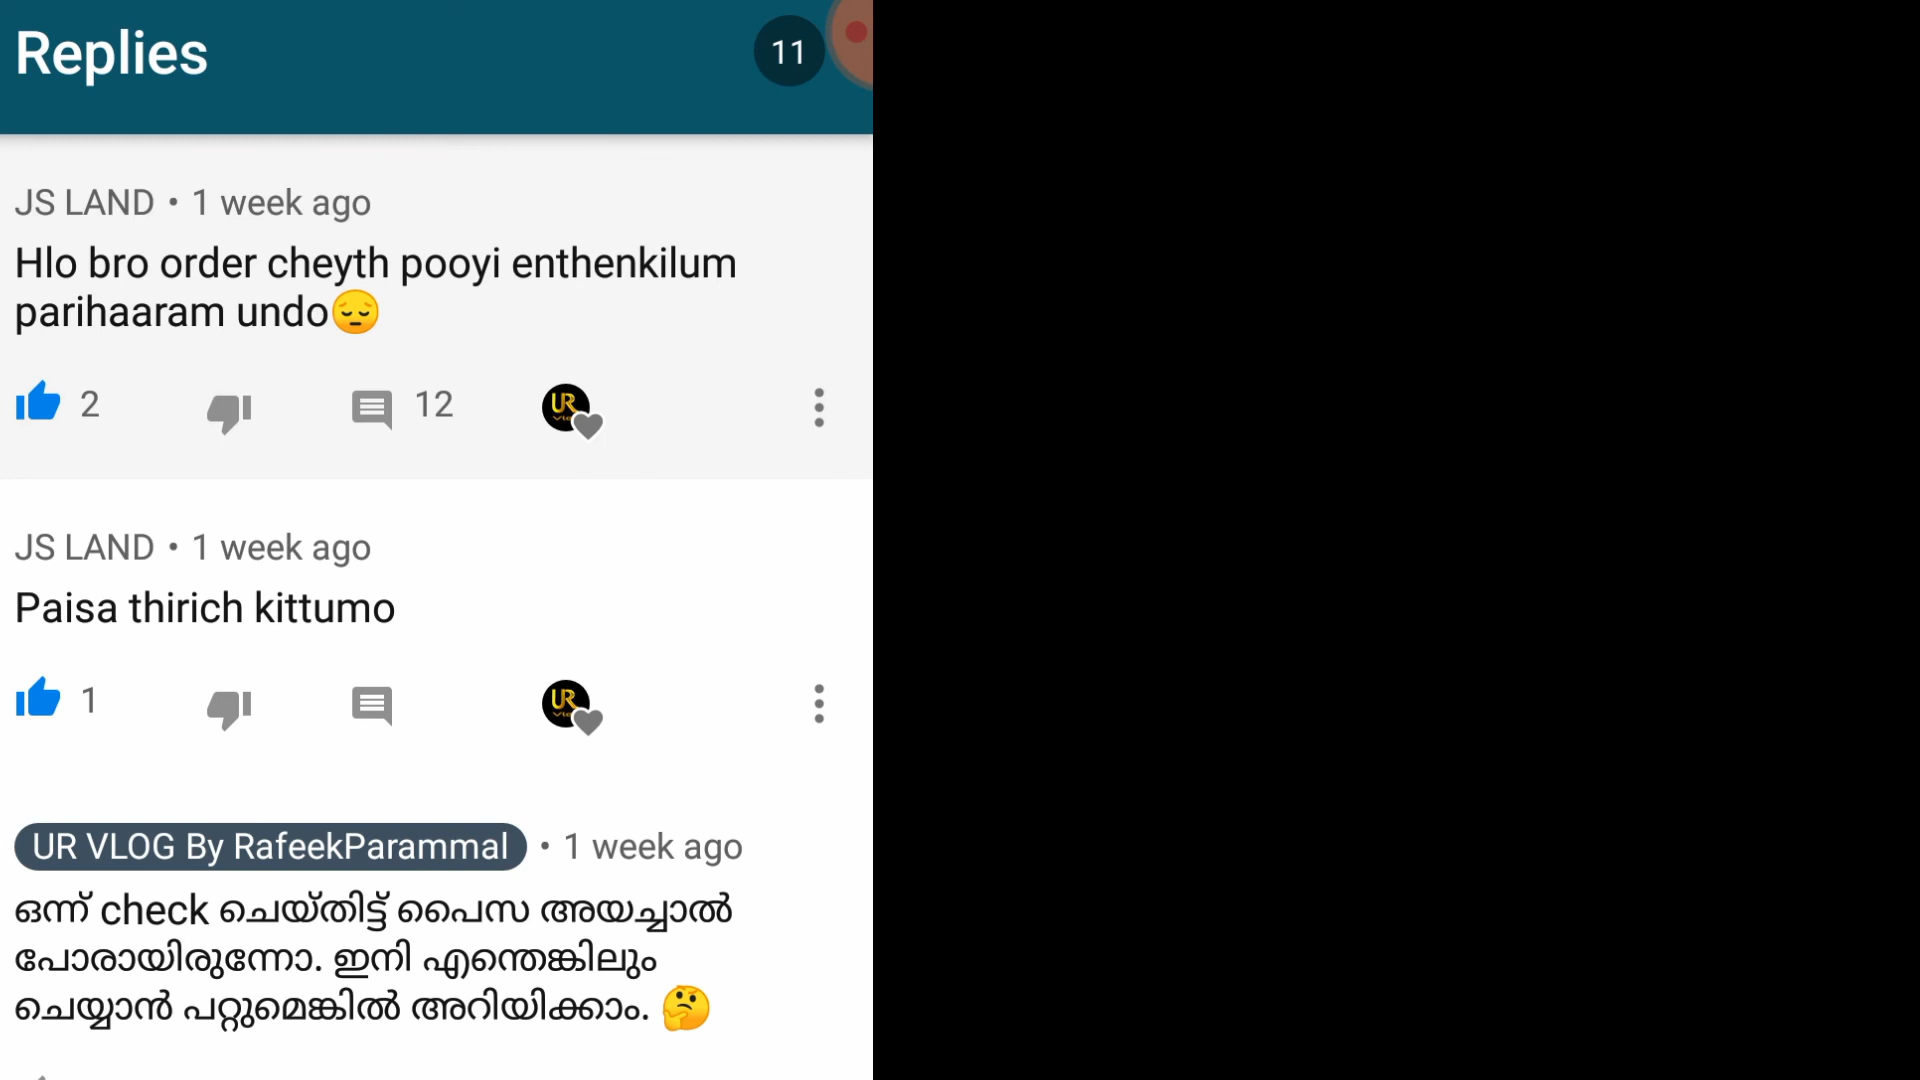 Replies
11
JS LAND • 1 week ago
Hlo bro order cheyth pooyi enthenkilum
parihaaram undo😔
2
12
UR
JS LAND • 1 week ago
Paisa thirich kittumo
1
UR
UR VLOG By RafeekParammal • 1 week ago
ഒന്ന് check ചെയ്തിട്ട് പൈസ അയച്ചാൽ
പോരായിരുന്നോ. ഇനി എന്തെങ്കിലും
ചെയ്യാൻ പറ്റുമെങ്കിൽ അറിയിക്കാം. 🤔